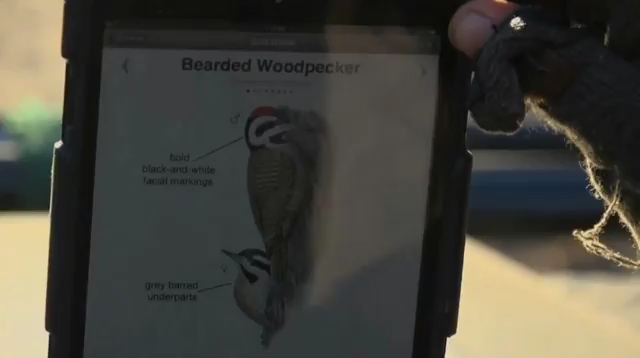 Bearded Woodpecker
♂
bold
black-and-white
facial markings
♀
grey barred
underparts